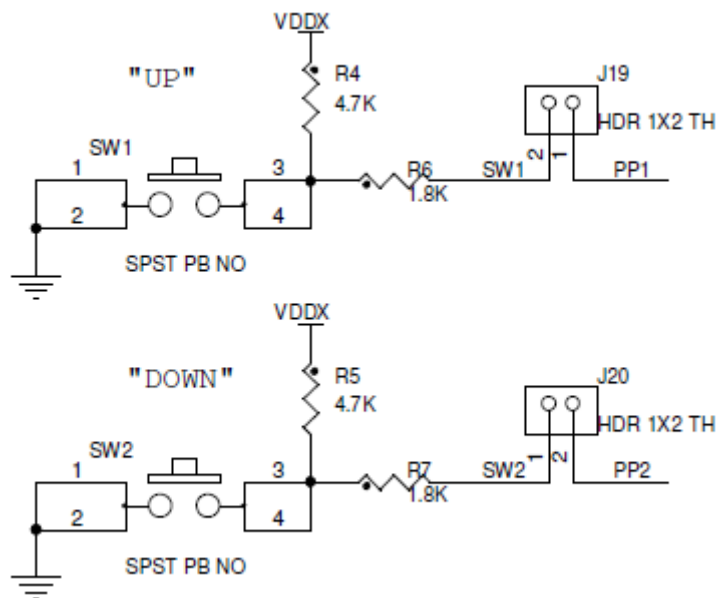 VDDX
"UP"
R4
4.7K
J19
HDR 1X2 TH
SW1
1
2
3
4
R6
1.8K
SW1
2
1
PP1
SPST PB NO
VDDX
"DOWN"
R5
4.7K
J20
HDR 1X2 TH
SW2
1
2
3
4
R7
1.8K
SW2
1
2
PP2
SPST PB NO